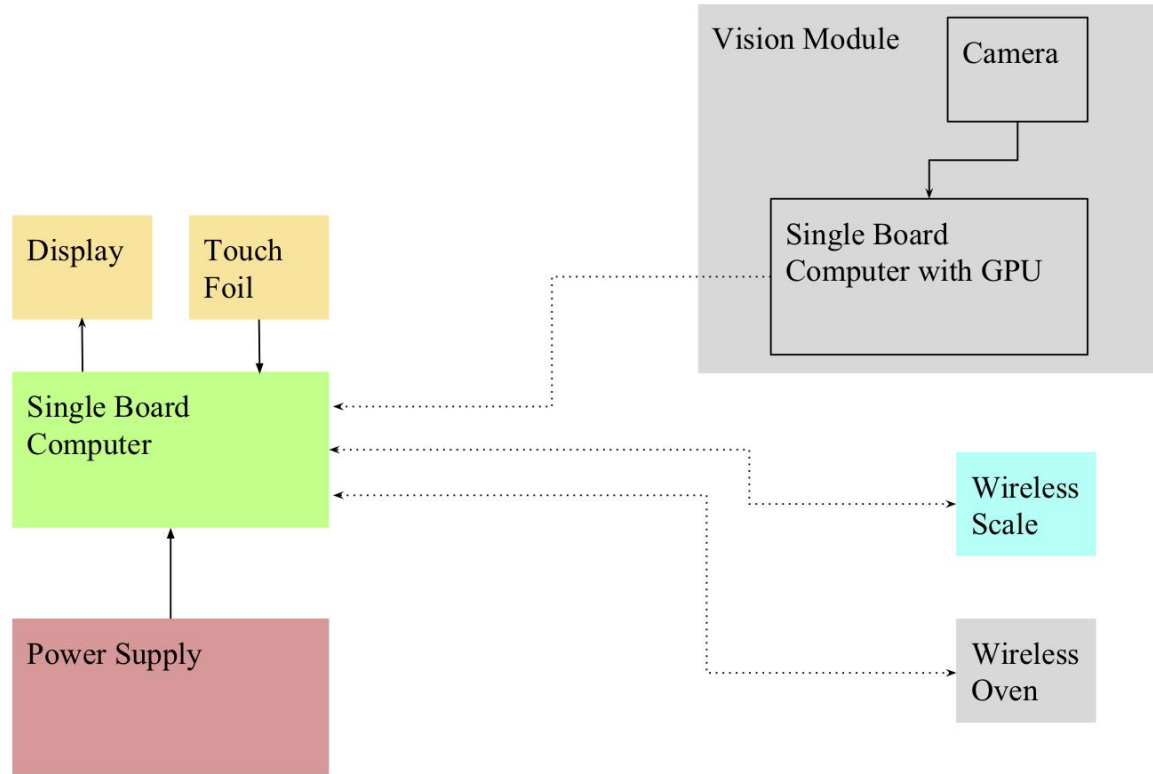 Vision Module
Camera
Single Board
Computer with GPU
Display
Touch
Foil
Single Board
Computer
Wireless
Scale
Power Supply
Wireless
Oven